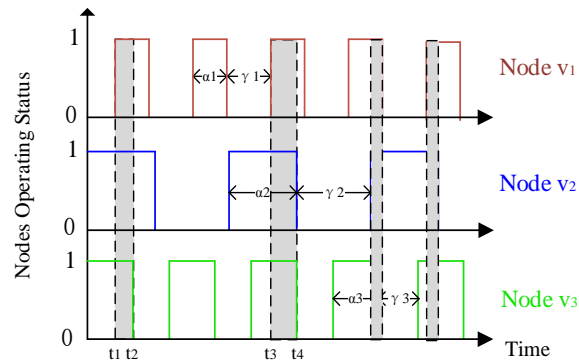 Nodes Operating Status
1
0
α1
γ 1
Node v1
1
0
α2
γ 2
Node v2
1
0
α3
γ 3
Node v3
t1 t2 t3 t4 Time